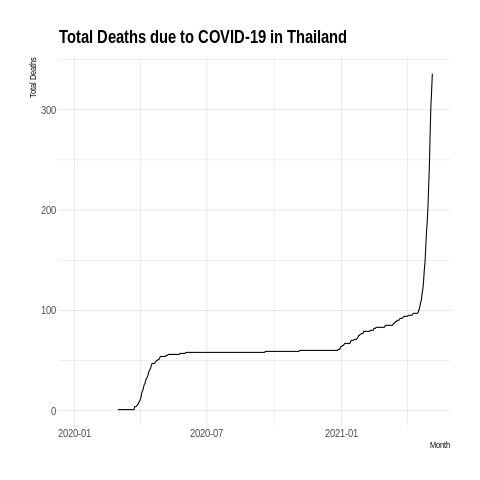 Total Deaths due to COVID-19 in Thailand
Total Deaths
300
200
100
0
2020-01 2020-07 2021-01
Month